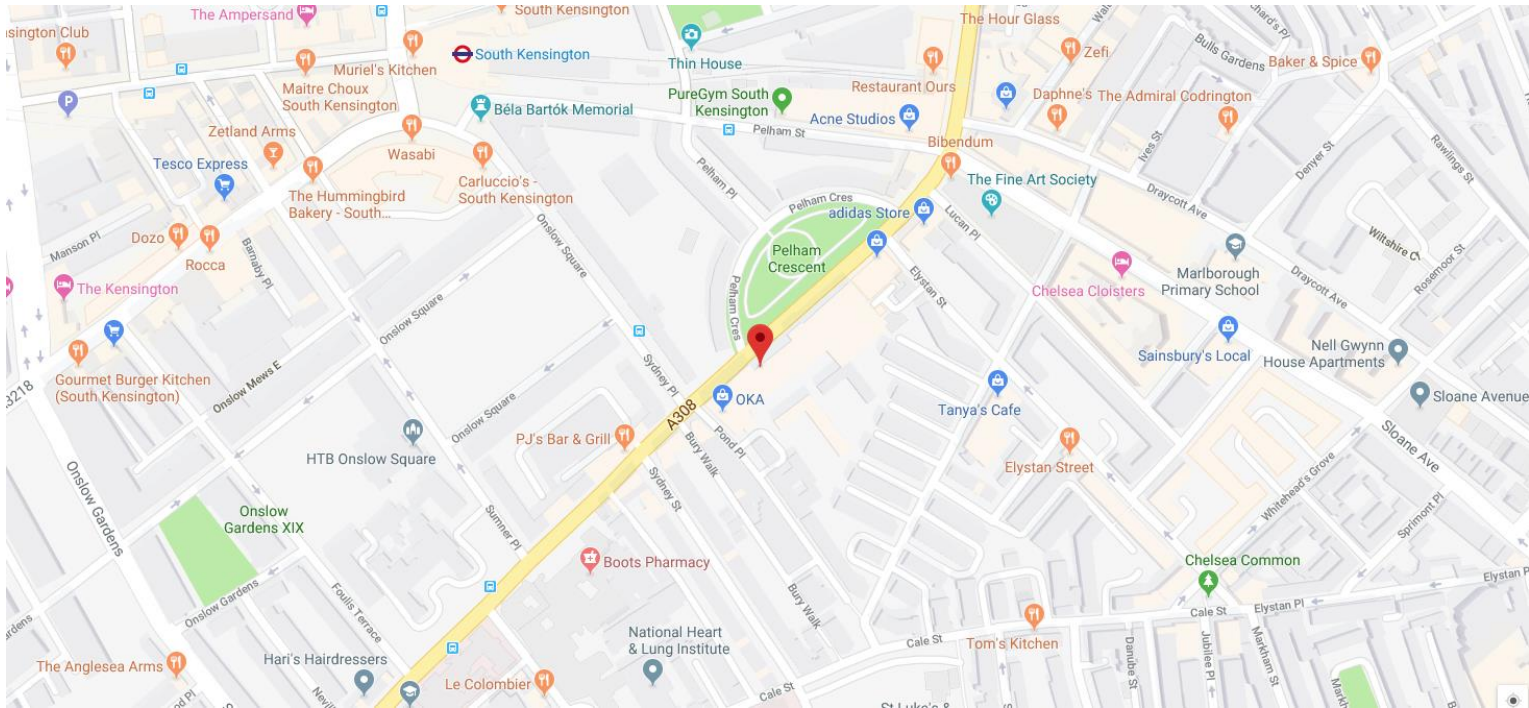 The Ampersand
South Kensington
The Hour Glass
Bulls Gardens
Zefi
Baker & Spice
South Kensington
Muriel's Kitchen
Thin House
Maitre Choux
South Kensington
P
Béla Bartók Memorial
PureGym South
Kensington
Restaurant Ours
Acne Studios
Daphne's
The Admiral Codrington
Pelham St
Bibendum
Ives St
Denyer St
Rawlings St
Zetland Arms
Wasabi
Tesco Express
The Hummingbird
Bakery - South...
Carluccio's -
South Kensington
Pelham Pl
Pelham Cres
The Fine Art Society
adidas Store
Lucan Pl
Draycott Ave
Manson Pl
Dozo
Rocca
Barnaby Pl
Onslow Square
Pelham
Crescent
Elystan St
Chelsea Cloisters
Marlborough
Primary School
Rosemoor St
Draycott Ave
The Kensington
Onslow Square
Pelham Cres
Sainsbury's Local
Nell Gwynn
House Apartments
A3218
Gourmet Burger Kitchen
(South Kensington)
Onslow Mews E
Sydney Pl
Onslow Square
OKA
A308
Tanya's Cafe
Sloane Avenue
Sloane Ave
HTB Onslow Square
PJ's Bar & Grill
Pond Pl
Bury Walk
Elystan Street
Whitehead's Grove
Sprimont Pl
Onslow Gardens
Onslow
Gardens XIX
Sumner Pl
Sydney St
Boots Pharmacy
Chelsea Common
Onslow Gardens
Foulis Terrace
Bury Walk
Elystan Pl
Elystan Pl
Cale St
Cale St
Tom's Kitchen
National Heart
& Lung Institute
The Anglesea Arms
Hari's Hairdressers
Le Colombier
Cale St
Danube St
Jubilee Pl
Markham St